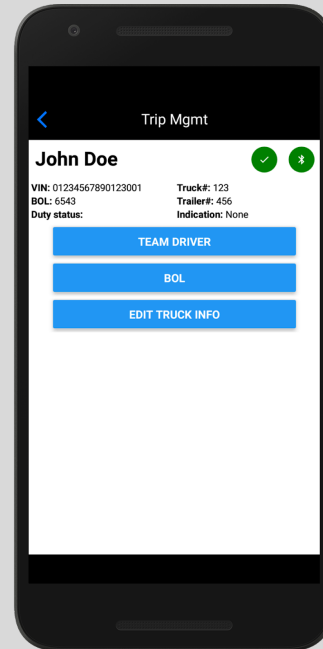 Trip Mgmt
John Doe
VIN: 01234567890123001 Truck#: 123
BOL: 6543 Trailer#: 456
Duty status: Indication: None
TEAM DRIVER
BOL
EDIT TRUCK INFO